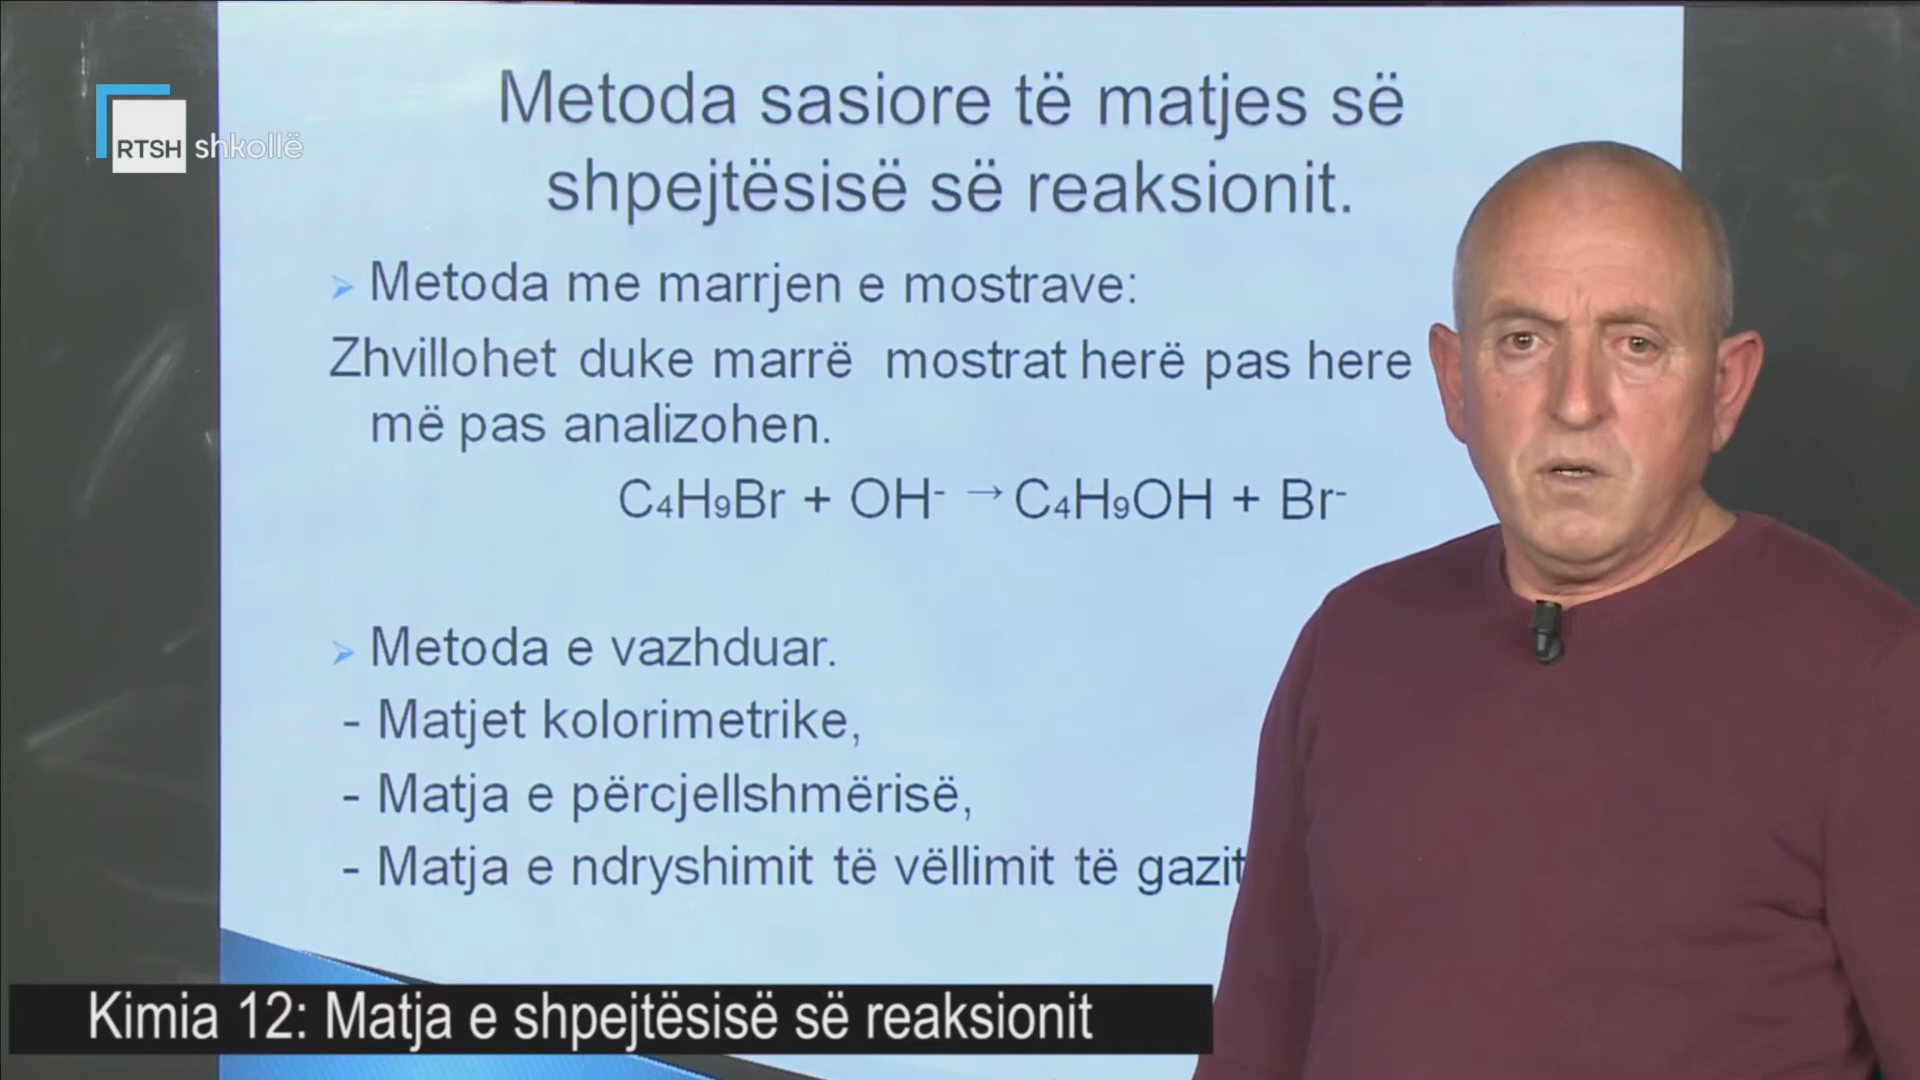 Metoda sasiore të matjes së
shpejtësisë së reaksionit.
RTSH shkollë
Metoda me marrjen e mostrave:
Zhvillohet duke marrë mostrat herë pas here
më pas analizohen.
C₄H₉Br + OH⁻ → C₄H₉OH + Br⁻
Metoda e vazhduar.
- Matjet kolorimetrike,
- Matja e përcjellshmërisë,
- Matja e ndryshimit të vëllimit të gazit
Kimia 12: Matja e shpejtësisë së reaksionit